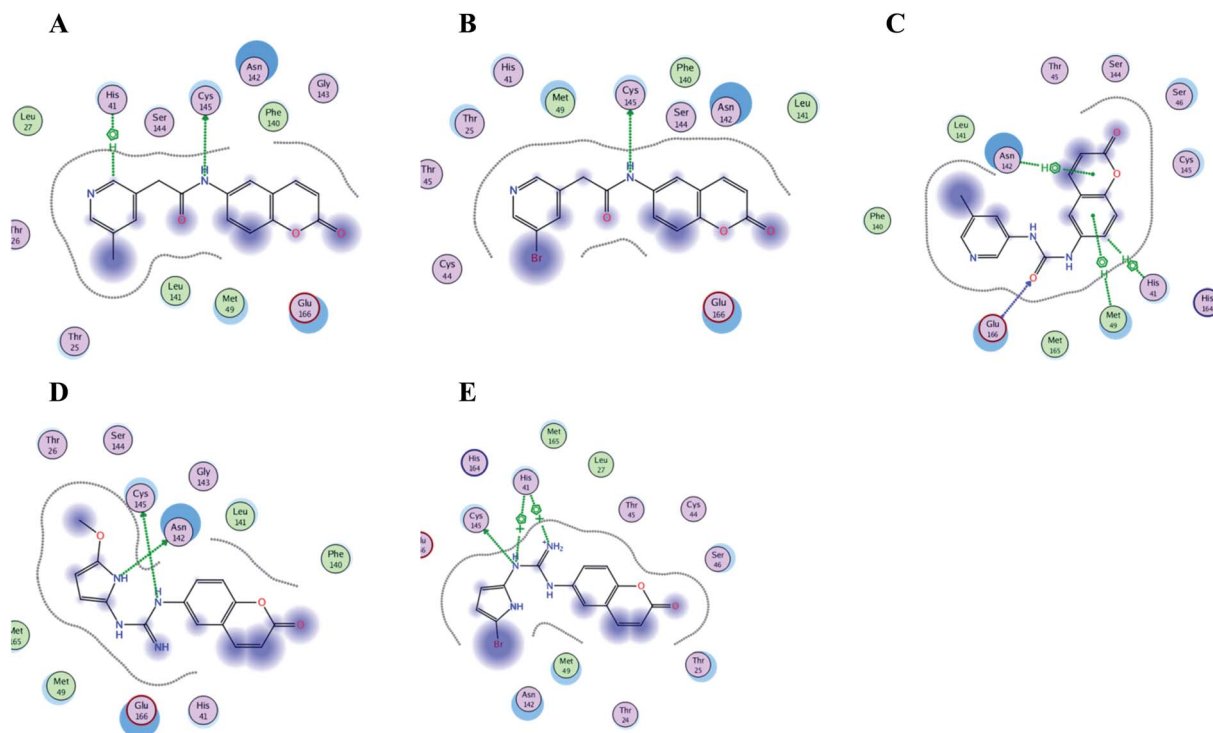 A
Asn
142
His
41
Cys
145
Gly
143
Leu
27
Ser
144
Phe
140
H
H
N
N
O
O
O
Thr
26
Leu
141
Met
49
Glu
166
Thr
25
B
His
41
Phe
140
Met
49
Cys
145
Asn
142
Leu
141
Thr
25
Ser
144
Thr
45
H
N
N
O
O
O
Br
Cys
44
Glu
166
C
Thr
45
Ser
144
Ser
46
Leu
141
Asn
142
H
O
O
Cys
145
Phe
140
NH
N
NH
O
H
H
His
41
His
164
Glu
166
Met
165
Met
49
D
Thr
26
Ser
144
Gly
143
Cys
145
Asn
142
Leu
141
O
Phe
140
NH
H
N
O
O
N
H
NH
Met
165
Met
49
Glu
166
His
41
E
Met
165
His
164
Leu
27
His
41
Cys
145
Thr
45
Cys
44
+
+
NH2
+
Ser
46
H
N
N
H
O
O
NH
Br
Met
49
Thr
25
Asn
142
Thr
24